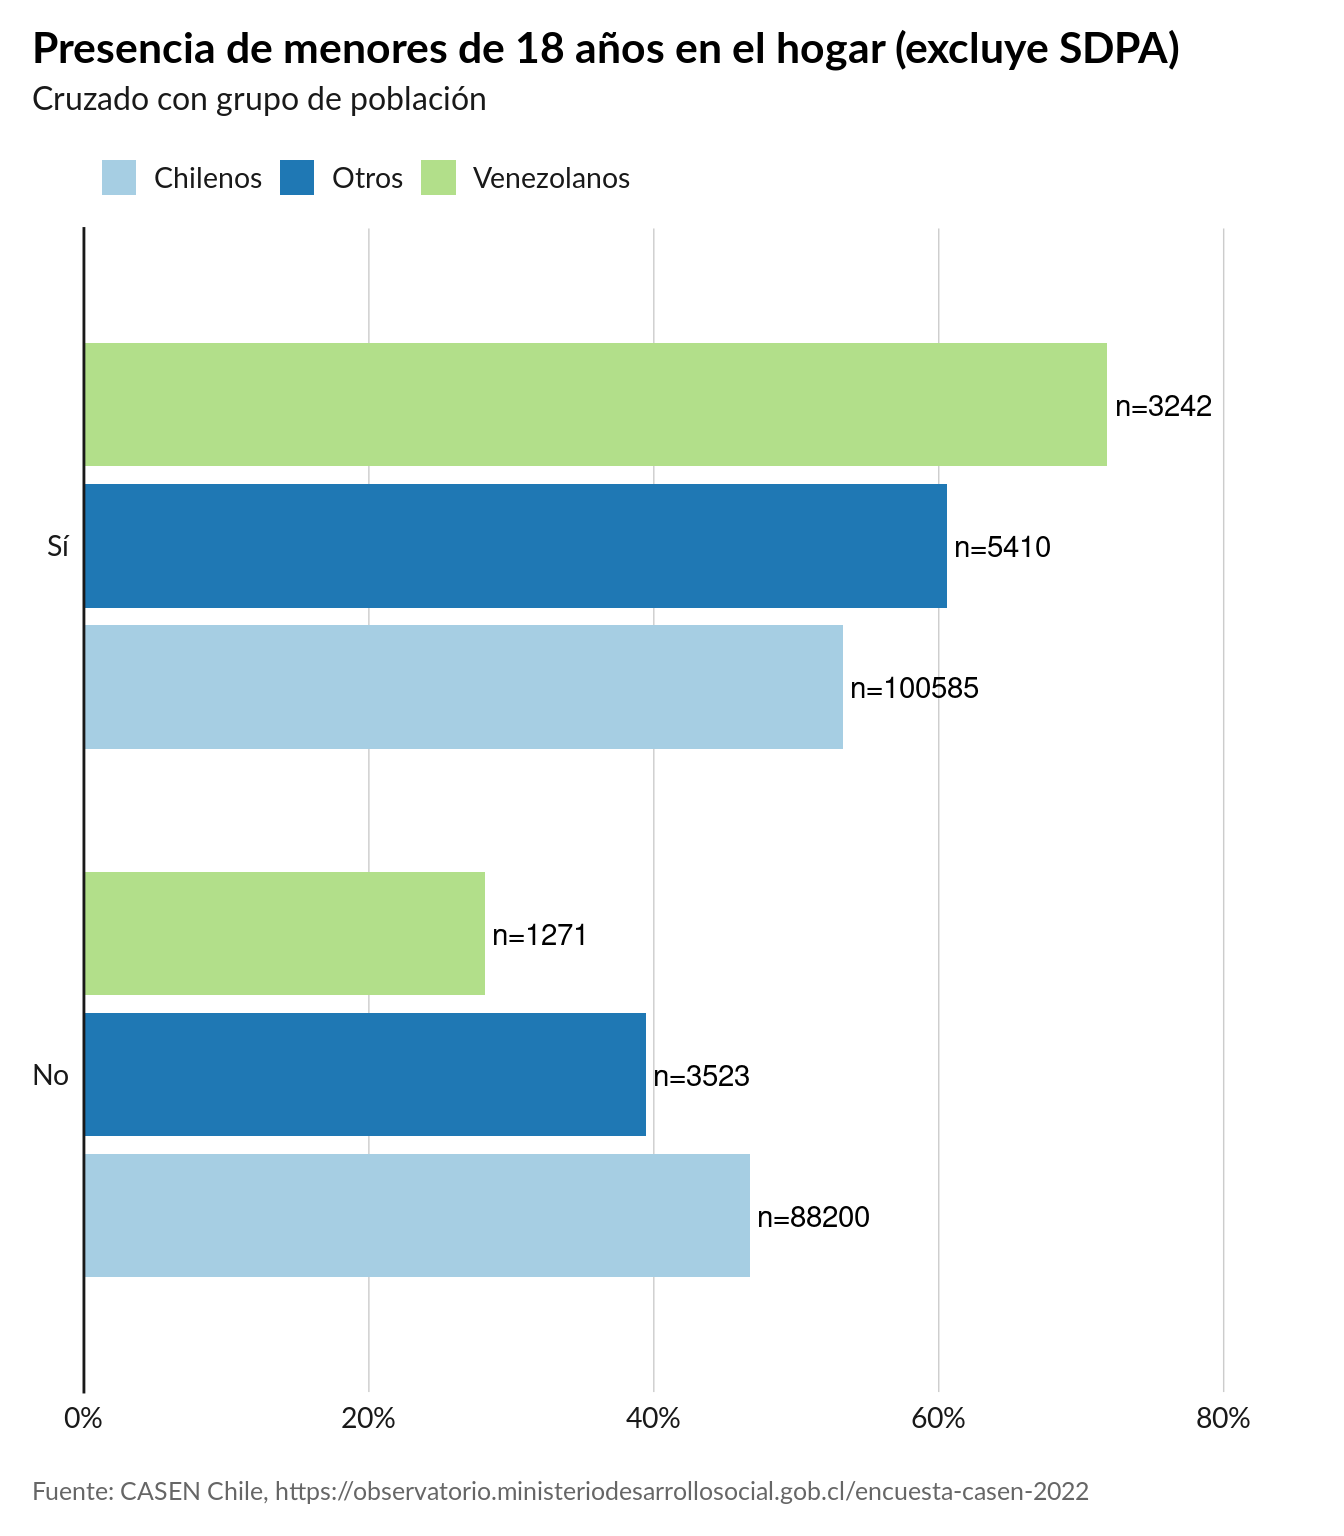 Presencia de menores de 18 años en el hogar (excluye SDPA)
Cruzado con grupo de población
Chilenos Otros Venezolanos
n=3242
Sí n=5410
n=100585
n=1271
No n=3523
n=88200
0% 20% 40% 60% 80%
Fuente: CASEN Chile, https://observatorio.ministeriodesarrollosocial.gob.cl/encuesta-casen-2022